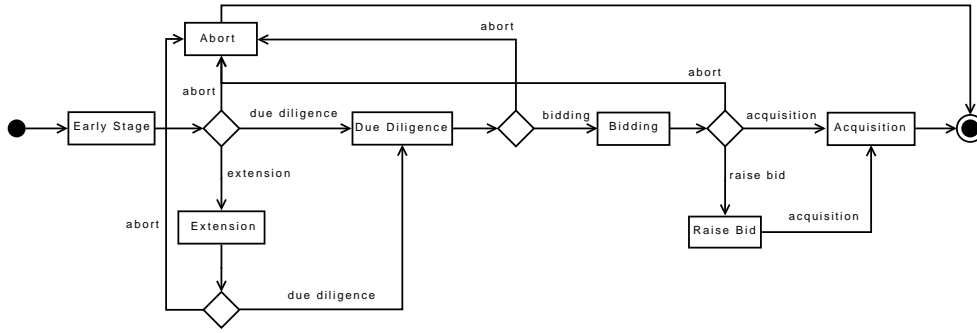 Abort
abort
abort
abort
due diligence
bidding
acquisition
Early Stage
Due Diligence
Bidding
Acquisition
extension
raise bid
abort
Extension
Raise Bid
acquisition
due diligence